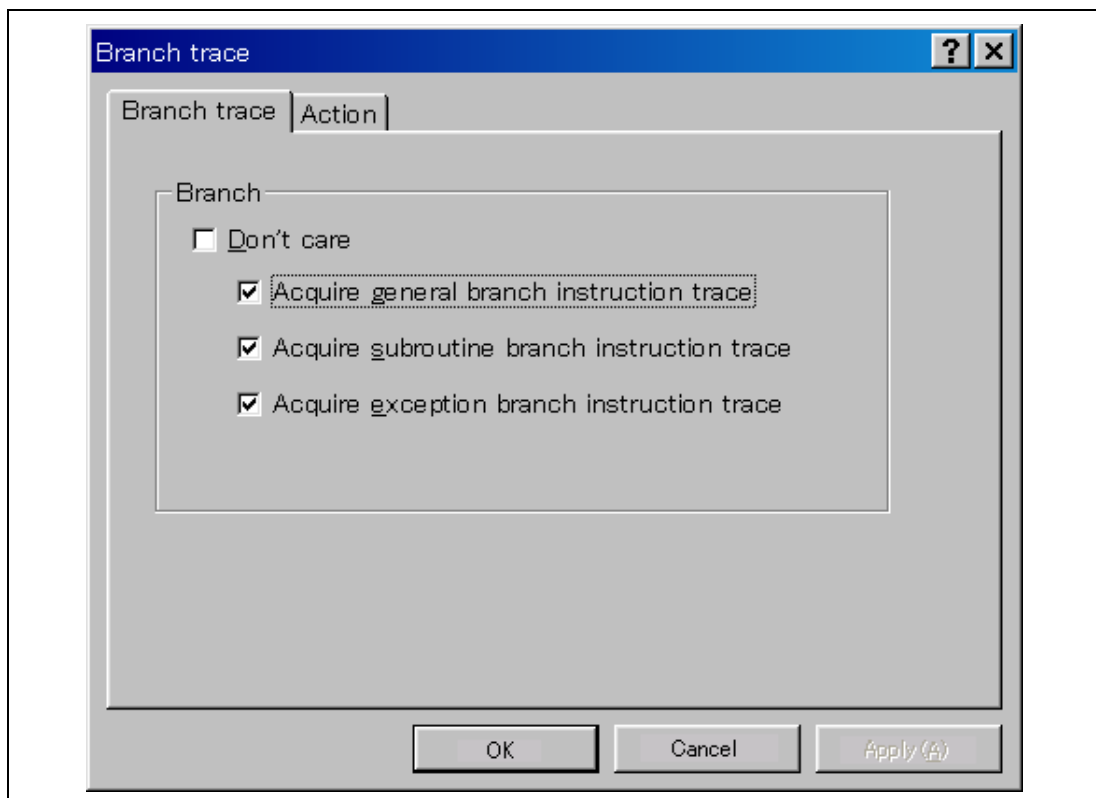 Branch trace
Branch trace Action
Branch
Don't care
Acquire general branch instruction trace
Acquire subroutine branch instruction trace
Acquire exception branch instruction trace
OK Cancel Apply (A)